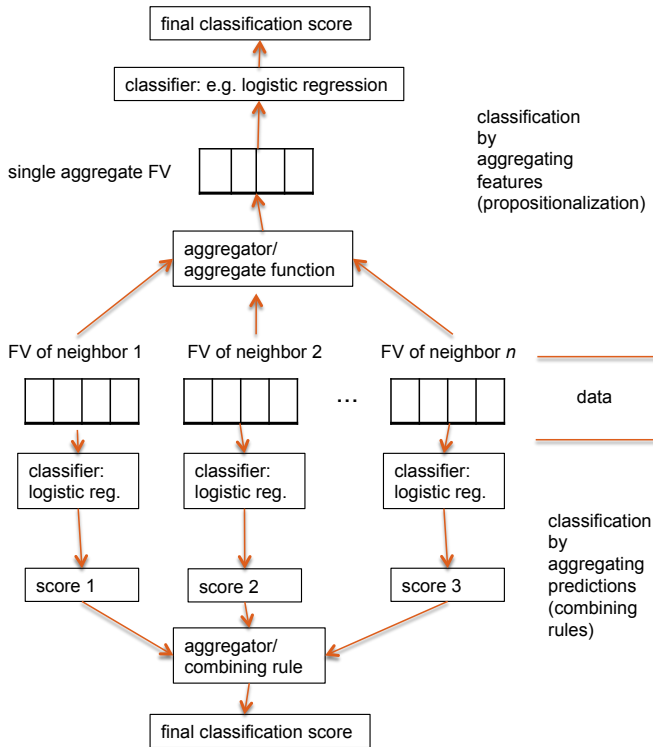 final classification score
classifier: e.g. logistic regression
classification
by
aggregating
features
(propositionalization)
single aggregate FV
aggregator/
aggregate function
FV of neighbor 1
FV of neighbor 2
FV of neighbor n
...
data
classifier:
logistic reg.
classifier:
logistic reg.
classifier:
logistic reg.
classification
by
aggregating
predictions
(combining
rules)
score 1
score 2
score 3
aggregator/
combining rule
final classification score